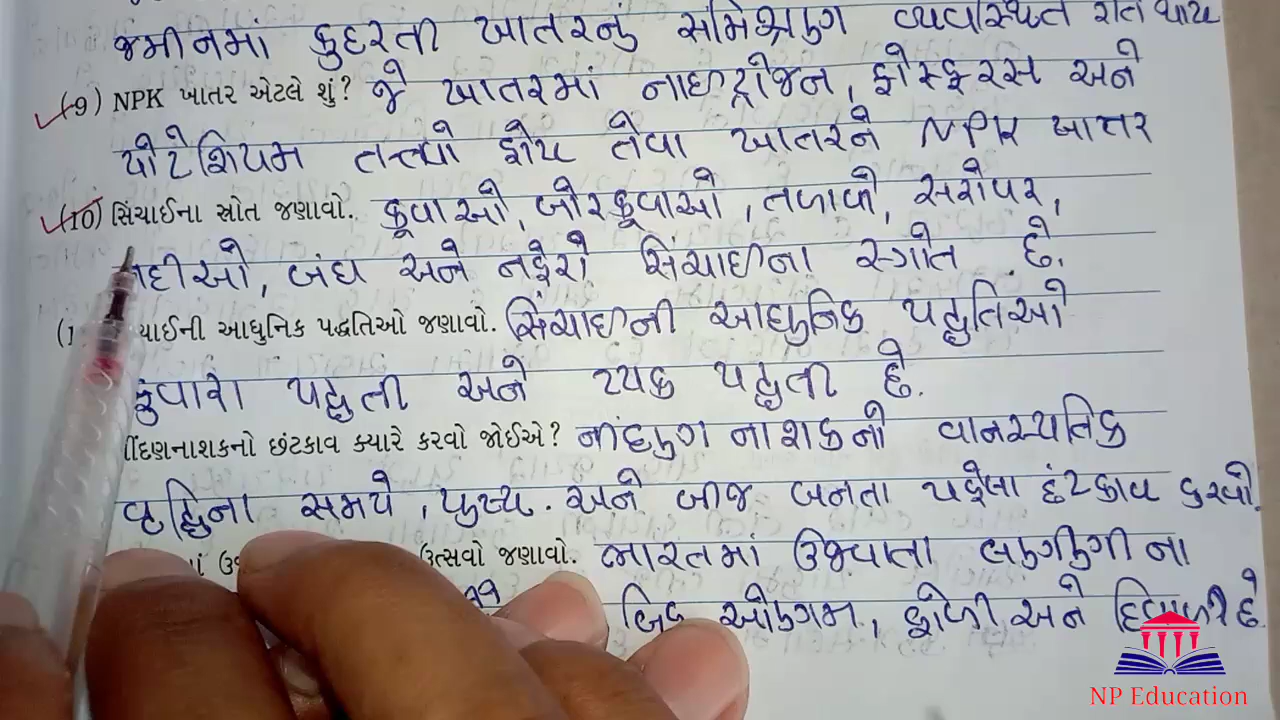 જમીનમાં કુદરતી ખાતરનું સંમિશ્રણ વ્યવસ્થિત રીતે થાય
(9) NPK ખાતર એટલે શું? જે ખાતરમાં નાઈટ્રોજન, ફોસ્ફરસ અને
પોટેશિયમ તત્ત્વો હોય તેવા ખાતરને NPK ખાતર
(10) સિંચાઈના સ્રોત જણાવો. કૂવાઓ, બોરકૂવાઓ, તળાવો, સરોવર,
નદીઓ, બંધ અને નહેરો સિંચાઈના સ્ત્રોત છે.
સિંચાઈની આધુનિક પદ્ધતિઓ જણાવો. સિંચાઈની આધુનિક પદ્ધતિઓ
ફુવારા પદ્ધતી અને ટપક પદ્ધતી છે.
નીંદણનાશકનો છંટકાવ ક્યારે કરવો જોઈએ? નીંદણ નાશકનો વાનસ્પતિક
વૃદ્ધિના સમયે, પુષ્પ. અને બીજ બનતા પહેલા છંટકાવ કરવો.
ઉત્સવો જણાવો. ભારતમાં ઉજવાતા લણણીના
બિહુ ઓણમ, હોળી અને દિવાળી છે.
NP Education